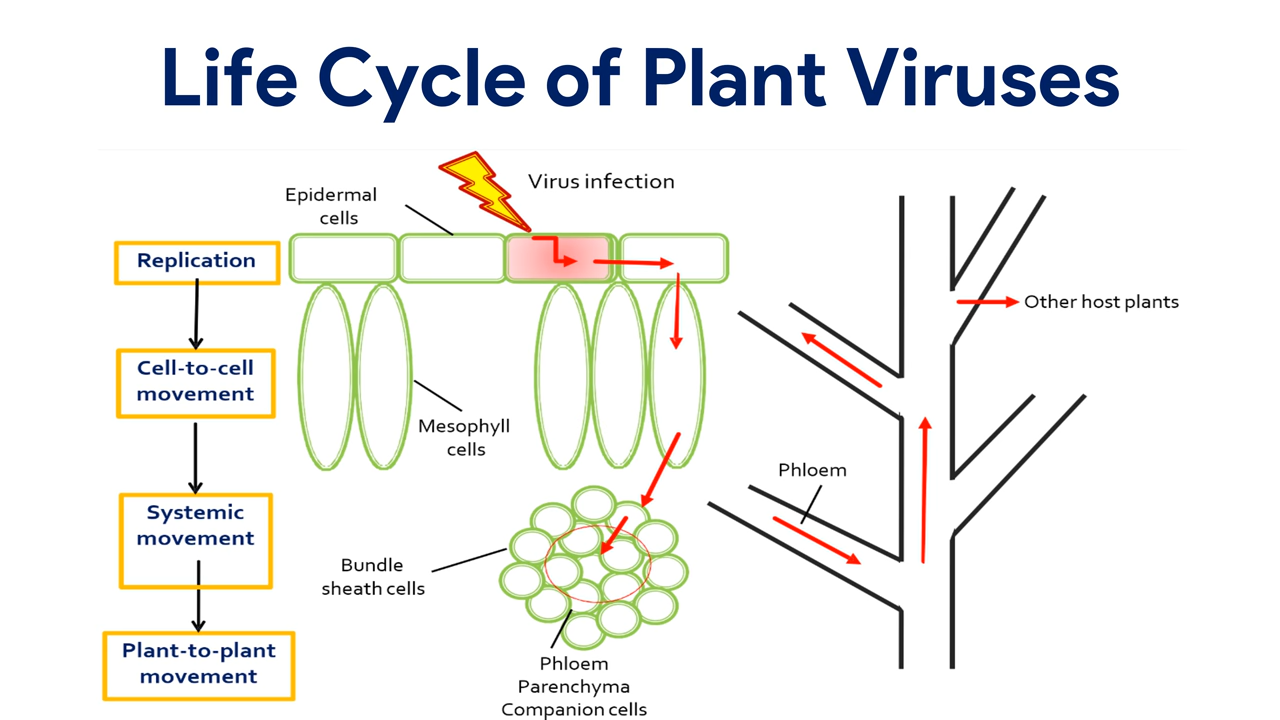 Life Cycle of Plant Viruses
Virus infection
Epidermal
cells
Replication
Other host plants
Cell-to-cell
movement
Mesophyll
cells
Phloem
Systemic
movement
Bundle
sheath cells
Plant-to-plant
movement
Phloem
Parenchyma
Companion cells